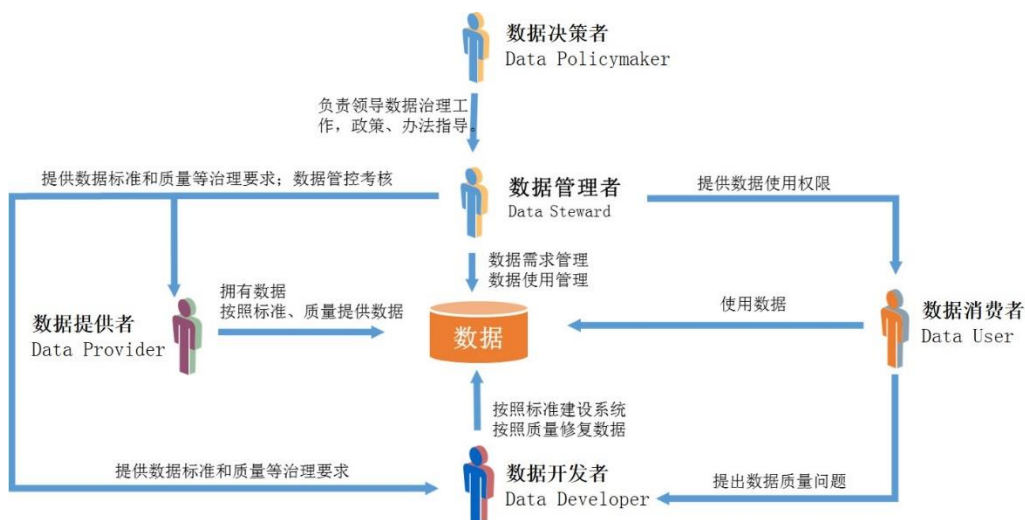 数据决策者
Data Policymaker
负责领导数据治理工
作，政策、办法指导。
提供数据标准和质量等治理要求；数据管控考核
数据管理者
Data Steward
提供数据使用权限
数据需求管理
数据使用管理
拥有数据
按照标准、质量提供数据
数据提供者
Data Provider
数据
使用数据
数据消费者
Data User
按照标准建设系统
按照质量修复数据
提供数据标准和质量等治理要求
数据开发者
Data Developer
提出数据质量问题